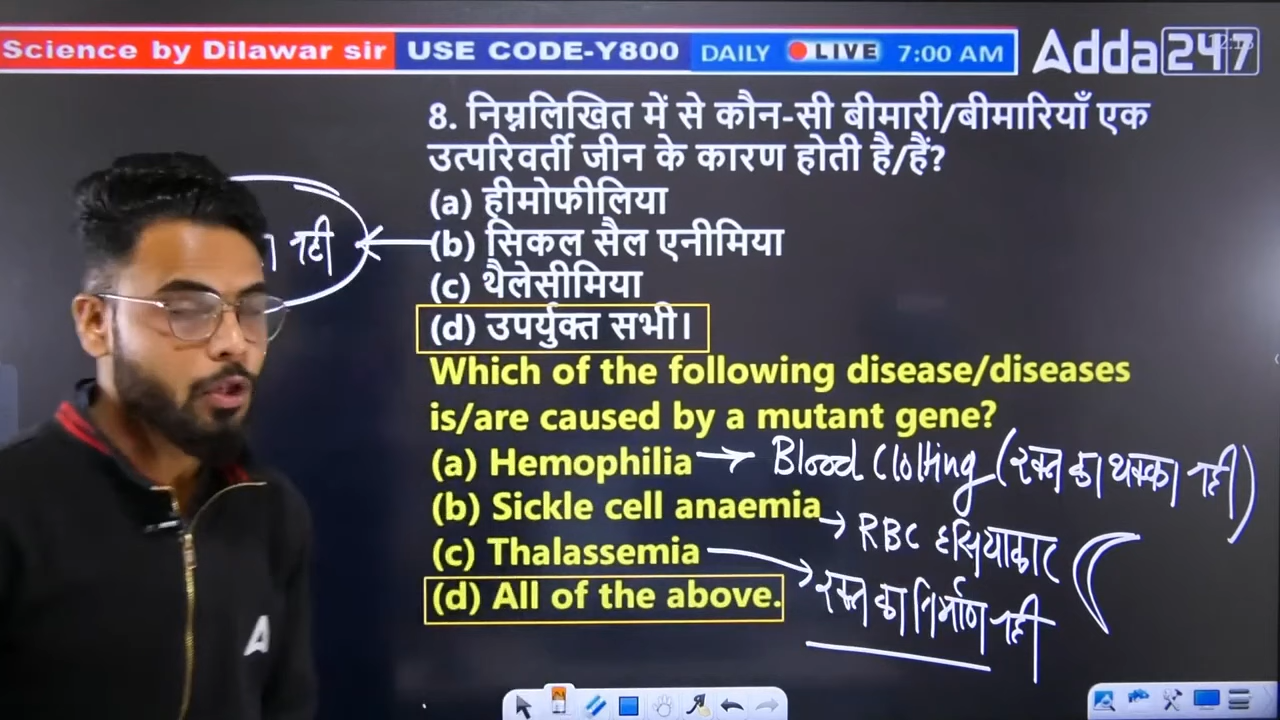 Science by Dilawar sir USE CODE-Y800 DAILY LIVE 7:00 AM Adda247
8. निम्नलिखित में से कौन-सी बीमारी/बीमारियाँ एक
उत्परिवर्ती जीन के कारण होती है/हैं?
(a) हीमोफीलिया
(b) सिकल सैल एनीमिया
नही
(c) थैलेसीमिया
(d) उपर्युक्त सभी।
Which of the following disease/diseases
is/are caused by a mutant gene?
(a) Hemophilia → Blood Clotting (रक्त का थक्का नही)
(b) Sickle cell anaemia → RBC हसियाकार
(c) Thalassemia → रक्त का निर्माण नही
(d) All of the above.
A